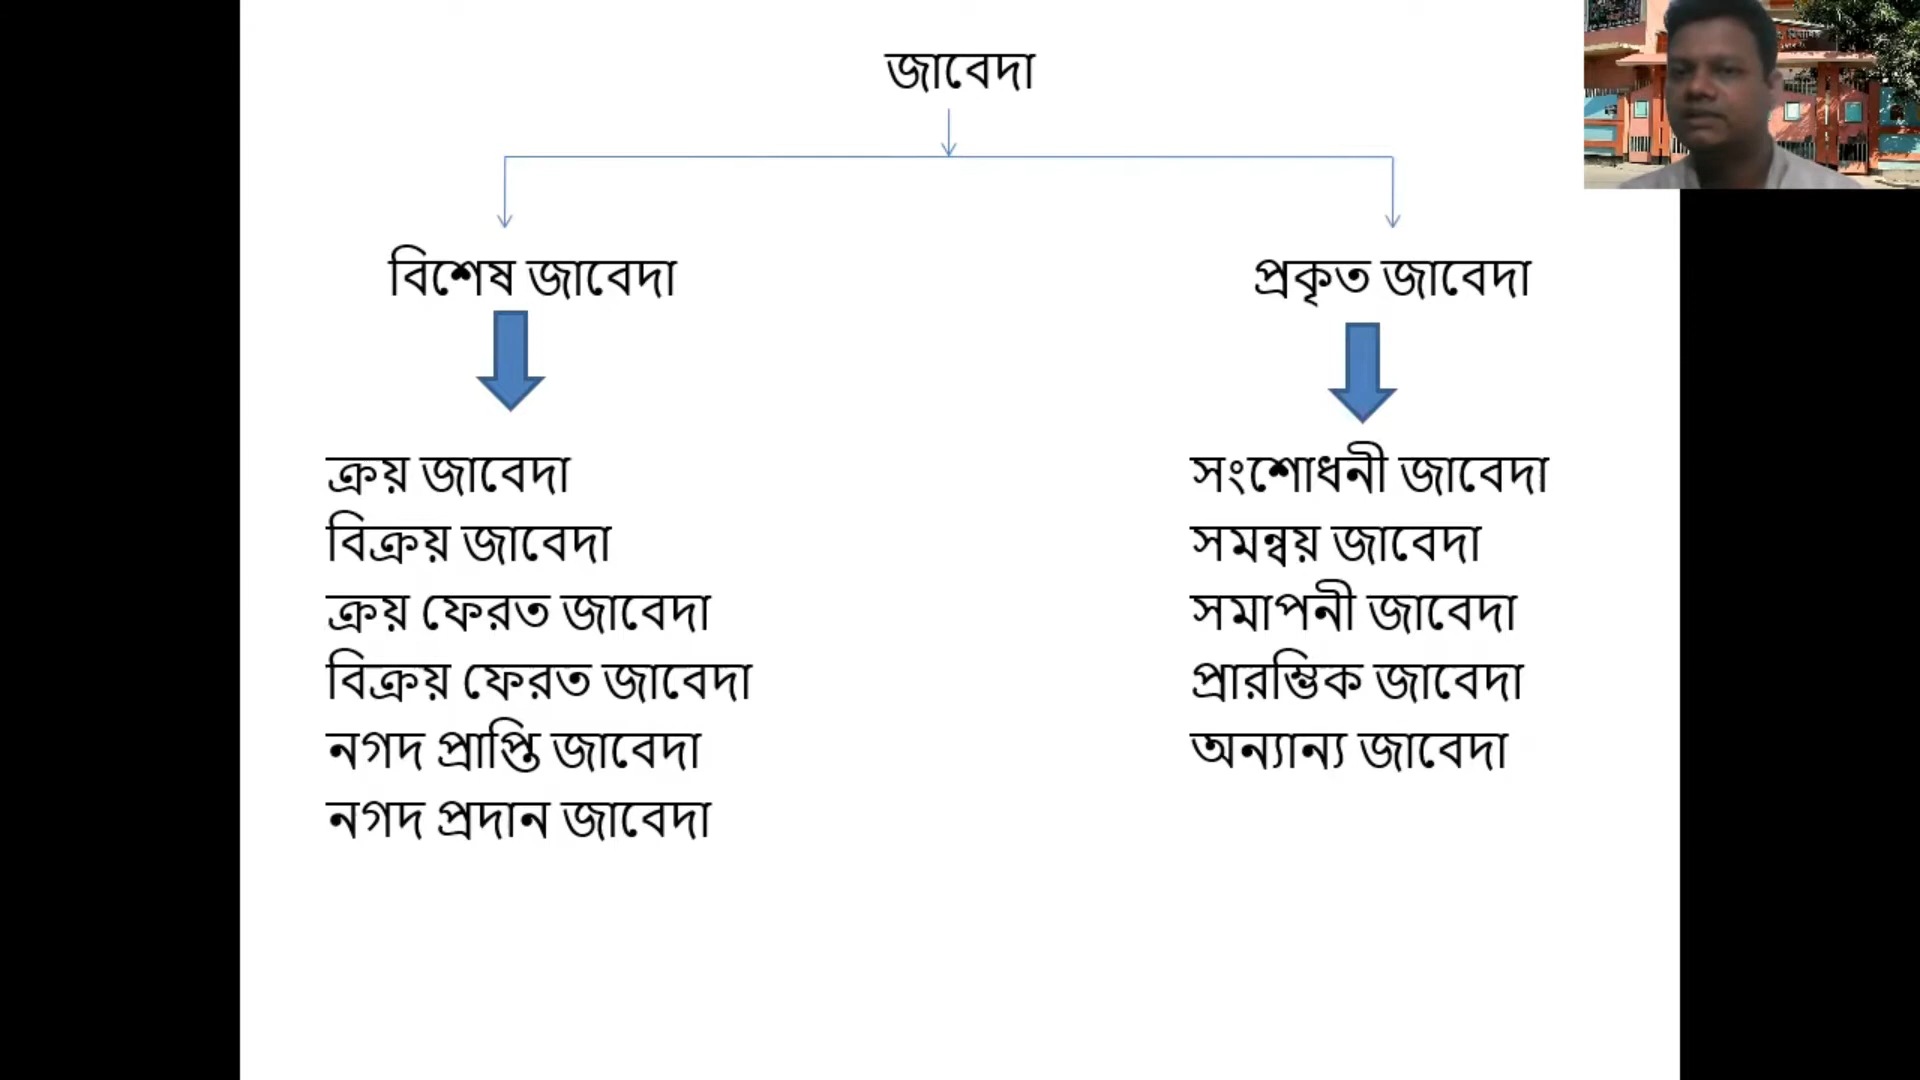 জাবেদা
বিশেষ জাবেদা
প্রকৃত জাবেদা
ক্রয় জাবেদা
বিক্রয় জাবেদা
ক্রয় ফেরত জাবেদা
বিক্রয় ফেরত জাবেদা
নগদ প্রাপ্তি জাবেদা
নগদ প্রদান জাবেদা
সংশোধনী জাবেদা
সমন্বয় জাবেদা
সমাপনী জাবেদা
প্রারম্ভিক জাবেদা
অন্যান্য জাবেদা